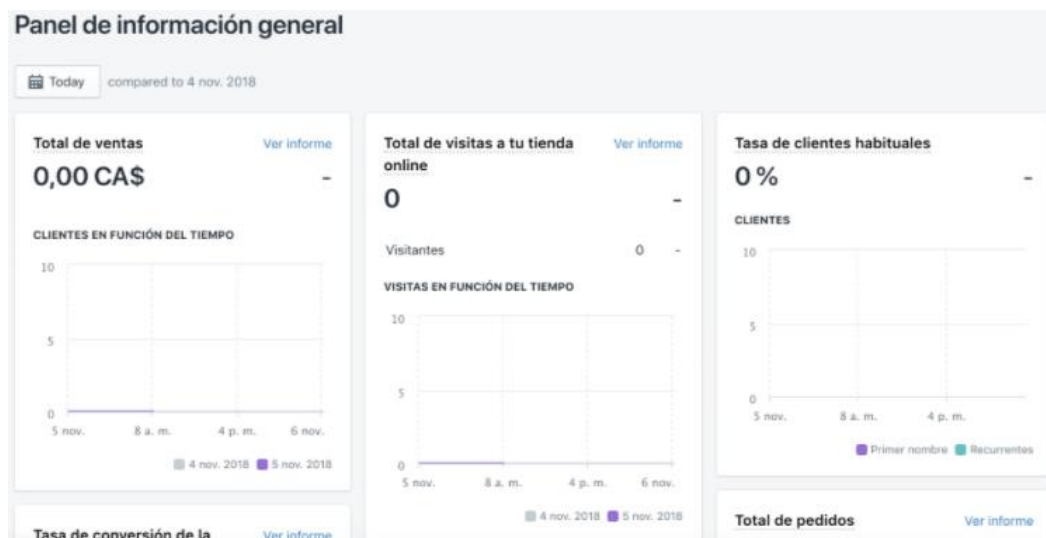 Panel de información general
Today compared to 4 nov. 2018
Total de ventas Ver informe
0,00 CA$ -
CLIENTES EN FUNCIÓN DEL TIEMPO
10
5
0
5 nov. 8 a. m. 4 p. m. 6 nov.
4 nov. 2018 5 nov. 2018
Total de visitas a tu tienda Ver informe
online
0 -
Visitantes 0 -
VISITAS EN FUNCIÓN DEL TIEMPO
10
5
0
5 nov. 8 a. m. 4 p. m. 6 nov.
4 nov. 2018 5 nov. 2018
Tasa de clientes habituales
0 % -
CLIENTES
10
5
0
5 nov. 8 a. m. 4 p. m.
Primer nombre Recurrentes
Tasa de conversión de la Ver informe
Total de pedidos Ver informe